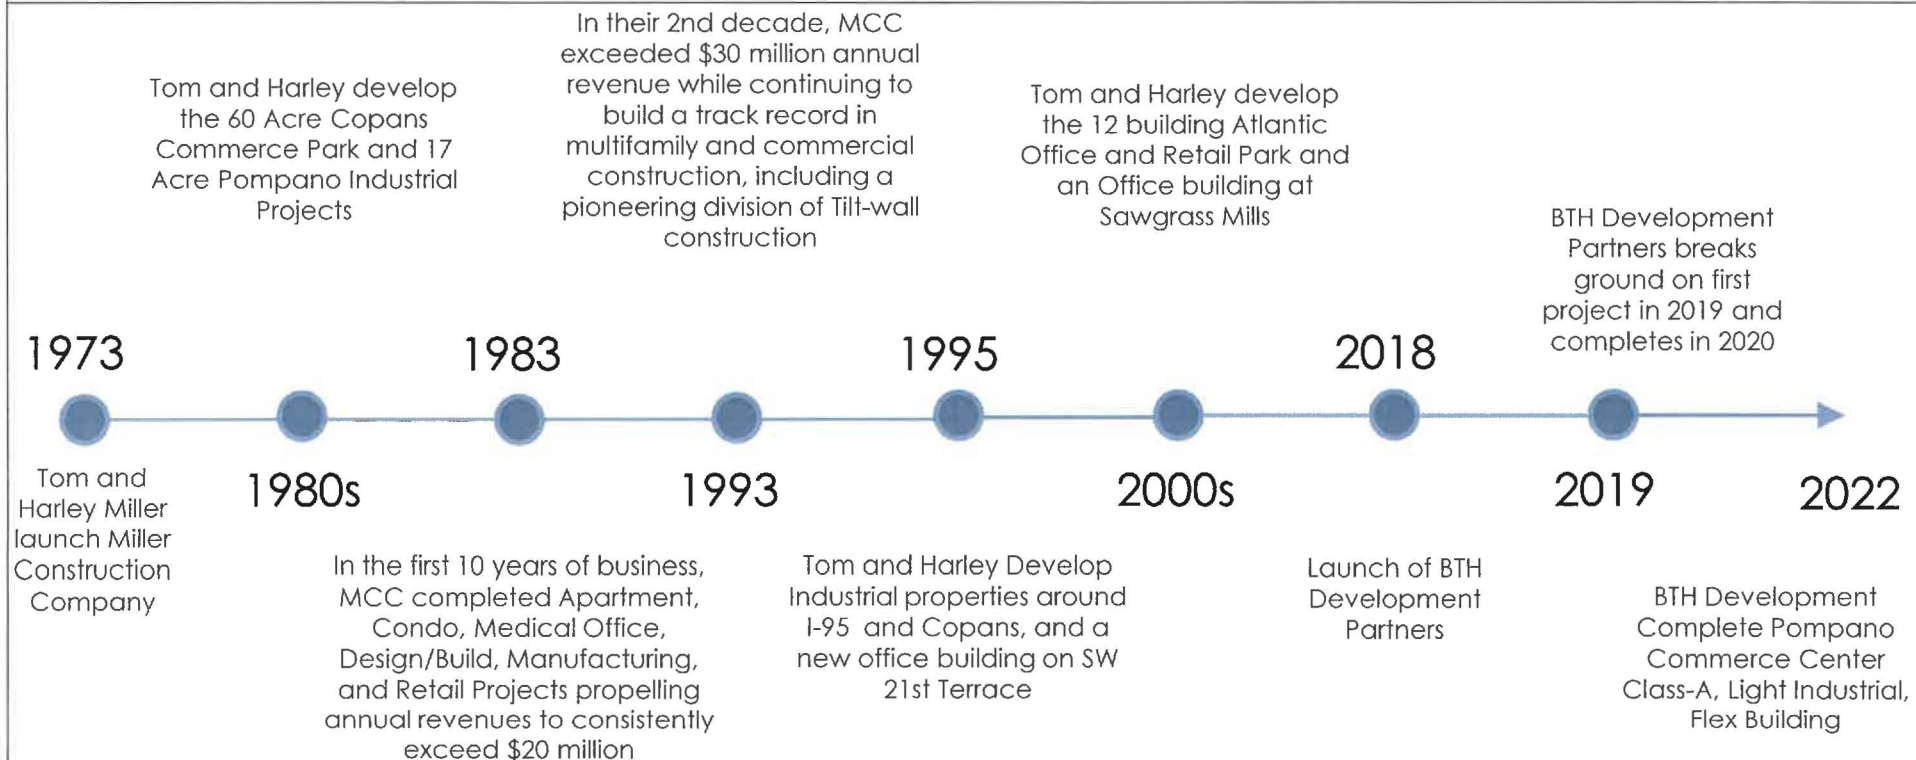 1973
Tom and
Harley Miller
launch Miller
Construction
Company
Tom and Harley develop
the 60 Acre Copans
Commerce Park and 17
Acre Pompano Industrial
Projects
1980s
1983
In the first 10 years of business,
MCC completed Apartment,
Condo, Medical Office,
Design/Build, Manufacturing,
and Retail Projects propelling
annual revenues to consistently
exceed $20 million
In their 2nd decade, MCC
exceeded $30 million annual
revenue while continuing to
build a track record in
multifamily and commercial
construction, including a
pioneering division of Tilt-wall
construction
1993
1995
Tom and Harley Develop
Industrial properties around
I-95 and Copans, and a
new office building on SW
21st Terrace
Tom and Harley develop
the 12 building Atlantic
Office and Retail Park and
an Office building at
Sawgrass Mills
2000s
2018
Launch of BTH
Development
Partners
BTH Development
Partners breaks
ground on first
project in 2019 and
completes in 2020
2019
2022
BTH Development
Complete Pompano
Commerce Center
Class-A, Light Industrial,
Flex Building